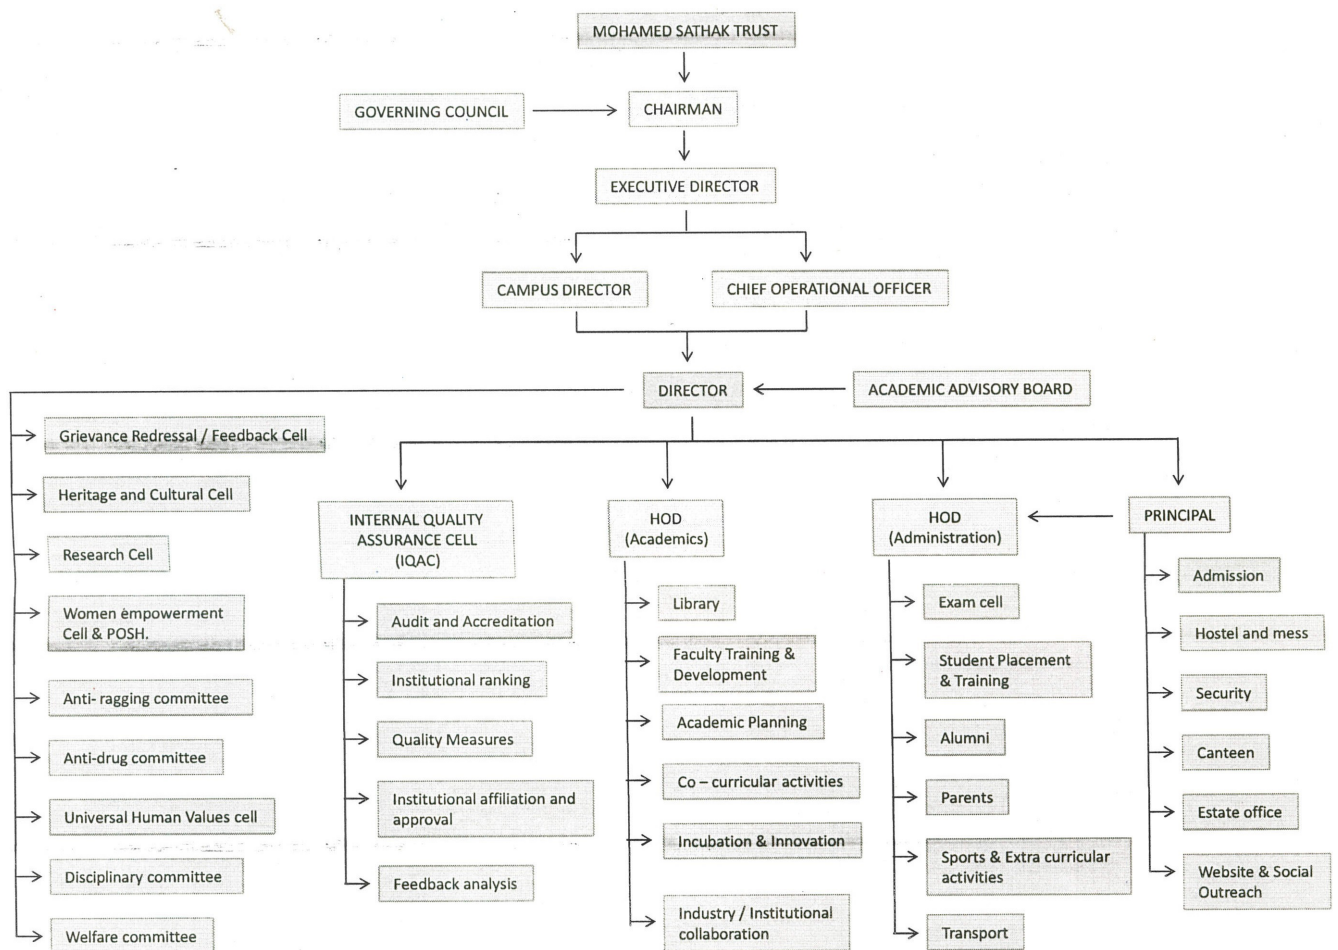 MOHAMED SATHAK TRUST
GOVERNING COUNCIL
CHAIRMAN
EXECUTIVE DIRECTOR
CAMPUS DIRECTOR
CHIEF OPERATIONAL OFFICER
DIRECTOR
ACADEMIC ADVISORY BOARD
Grievance Redressal / Feedback Cell
Heritage and Cultural Cell
Research Cell
Women empowerment
Cell & POSH.
Anti- ragging committee
Anti-drug committee
Universal Human Values cell
Disciplinary committee
Welfare committee
INTERNAL QUALITY
ASSURANCE CELL
(IQAC)
Audit and Accreditation
Institutional ranking
Quality Measures
Institutional affiliation and
approval
Feedback analysis
HOD
(Academics)
Library
Faculty Training &
Development
Academic Planning
Co – curricular activities
Incubation & Innovation
Industry / Institutional
collaboration
HOD
(Administration)
Exam cell
Student Placement
& Training
Alumni
Parents
Sports & Extra curricular
activities
Transport
PRINCIPAL
Admission
Hostel and mess
Security
Canteen
Estate office
Website & Social
Outreach